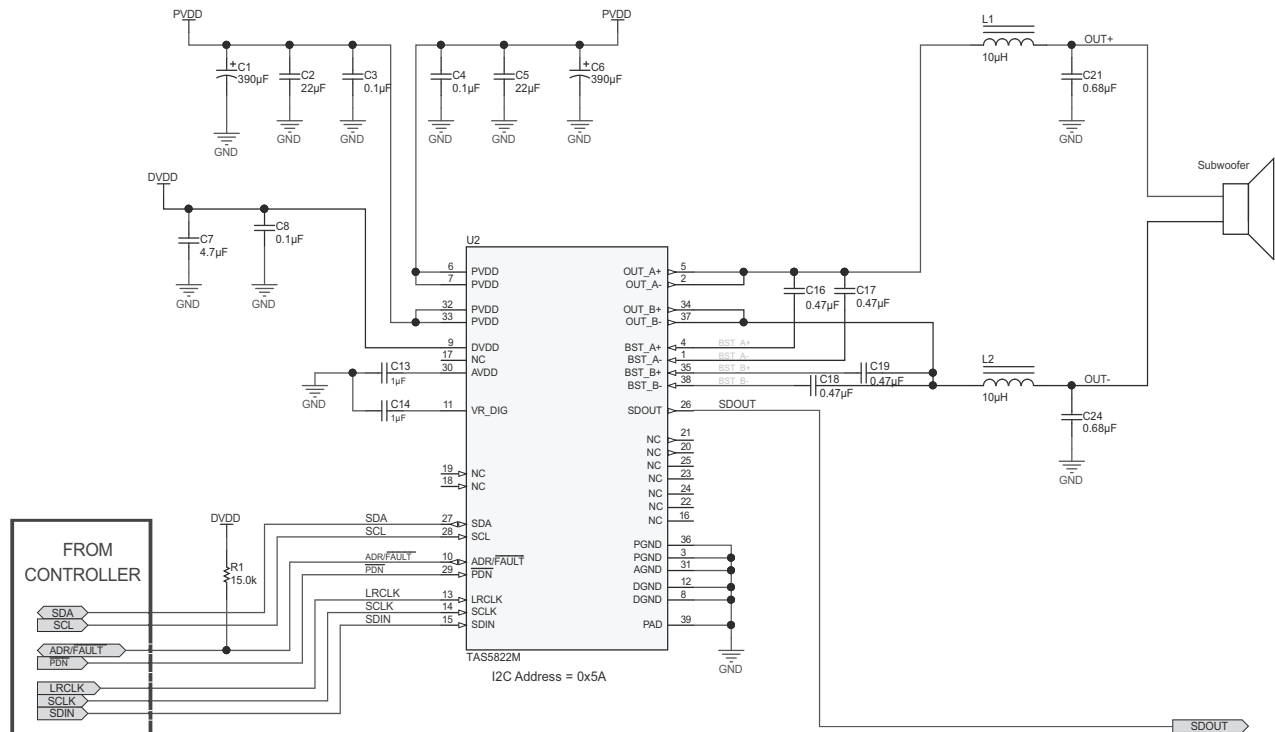 PVDD
PVDD
L1
10µH
OUT+
C1
390µF
C2
22µF
C3
0.1µF
C4
0.1µF
C5
22µF
C6
390µF
C21
0.68µF
GND
GND
GND
GND
GND
GND
GND
Subwoofer
DVDD
C7
4.7µF
C8
0.1µF
GND
GND
U2
6 PVDD
7 PVDD
32 PVDD
33 PVDD
9 DVDD
17 NC
30 AVDD
11 VR_DIG
19 NC
18 NC
27 SDA
28 SCL
10 ADR/FAULT
29 PDN
13 LRCLK
14 SCLK
15 SDIN
OUT_A+ 5
OUT_A- 2
OUT_B+ 34
OUT_B- 37
BST_A+ 4
BST_A- 1
BST_B+ 35
BST_B- 38
SDOUT 26
NC 21
NC 20
NC 25
NC 23
NC 24
NC 22
NC 16
PGND 36
PGND 3
AGND 31
DGND 12
DGND 8
PAD 39
TAS5822M
I2C Address = 0x5A
C16
0.47µF
C17
0.47µF
BST_A+
BST_A-
BST_B+
BST_B-
C19
0.47µF
C18
0.47µF
L2
10µH
OUT-
C24
0.68µF
GND
SDOUT
C13
1µF
GND
C14
1µF
DVDD
R1
15.0k
SDA
SCL
ADR/FAULT
PDN
LRCLK
SCLK
SDIN
FROM
CONTROLLER
SDA
SCL
ADR/FAULT
PDN
LRCLK
SCLK
SDIN
GND
SDOUT